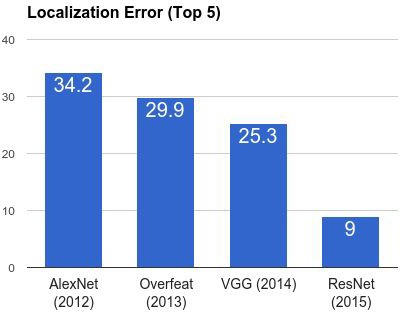 Localization Error (Top 5)
40
30
20
10
0
34.2
29.9
25.3
9
AlexNet
(2012)
Overfeat
(2013)
VGG (2014)
ResNet
(2015)